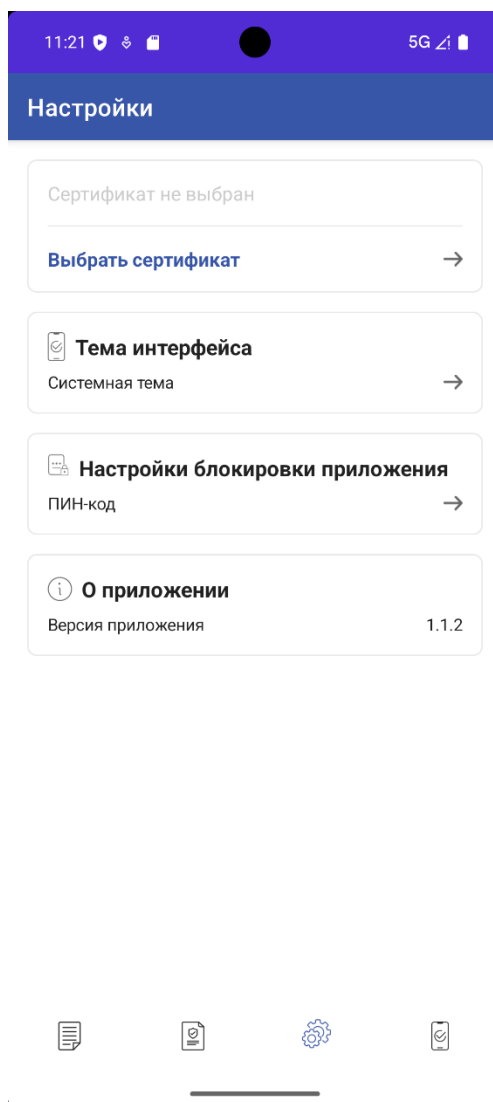 11:21
5G
Настройки
Сертификат не выбран
Выбрать сертификат
Тема интерфейса
Системная тема
Настройки блокировки приложения
ПИН-код
О приложении
Версия приложения 1.1.2